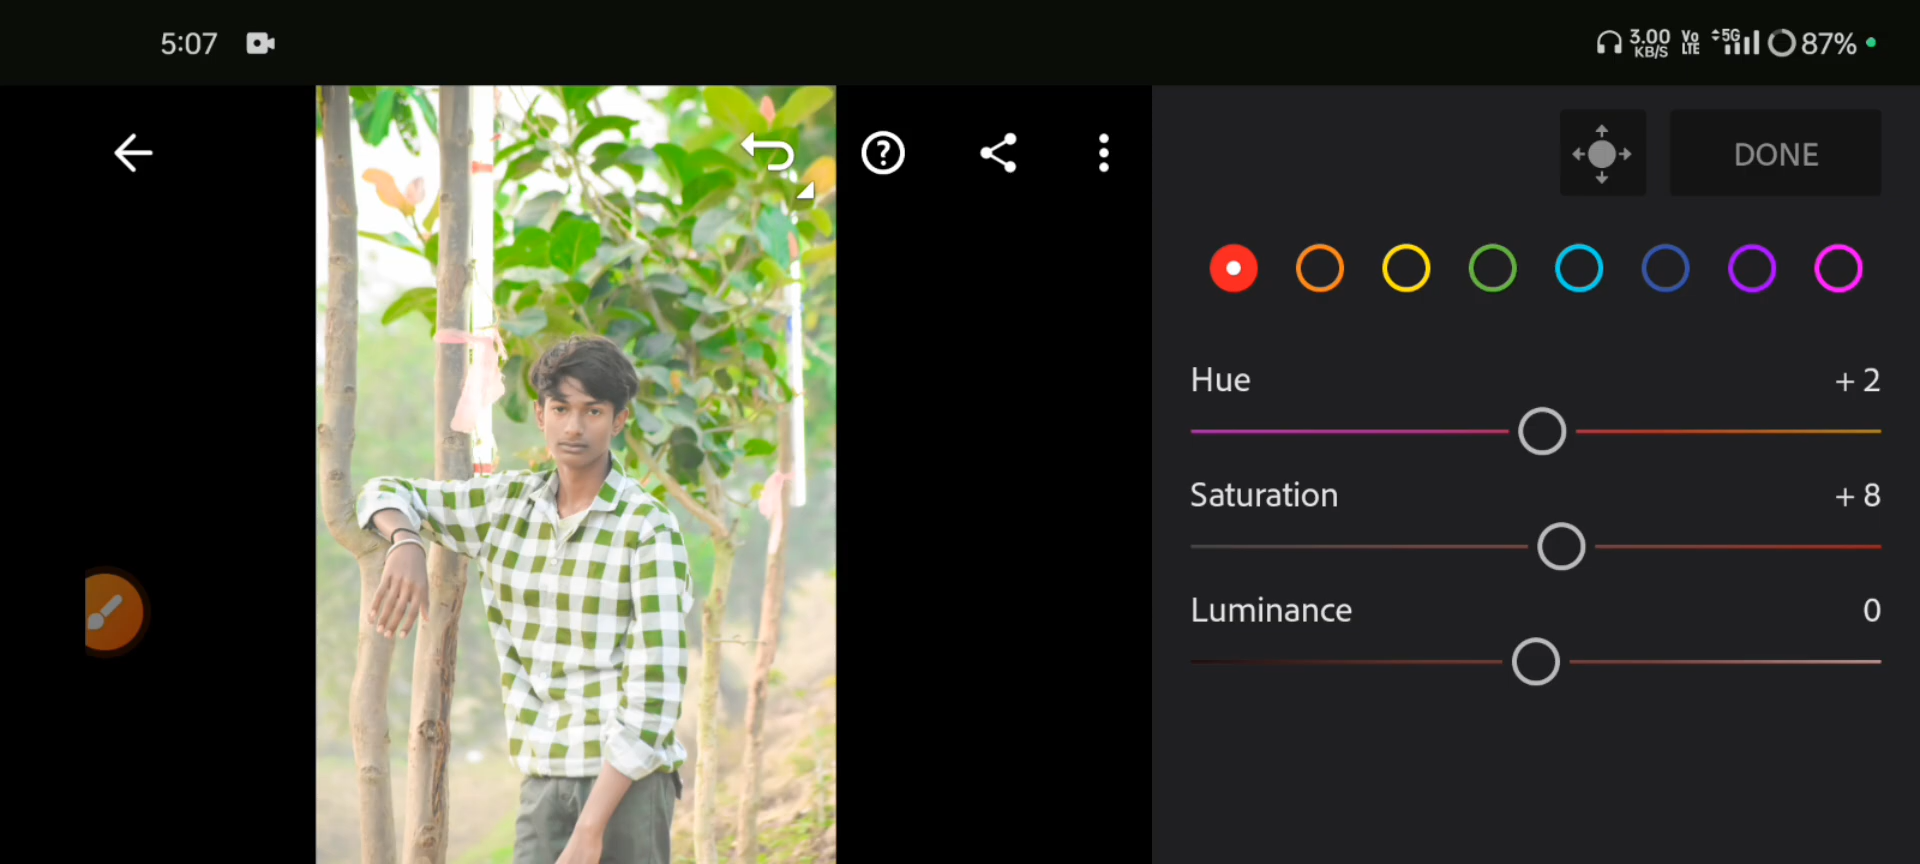 5:07
3.00 KB/S Vo LTE 5G 87%
?
DONE
Hue +2
Saturation +8
Luminance 0